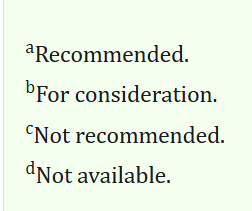 ᵃRecommended.
ᵇFor consideration.
ᶜNot recommended.
ᵈNot available.